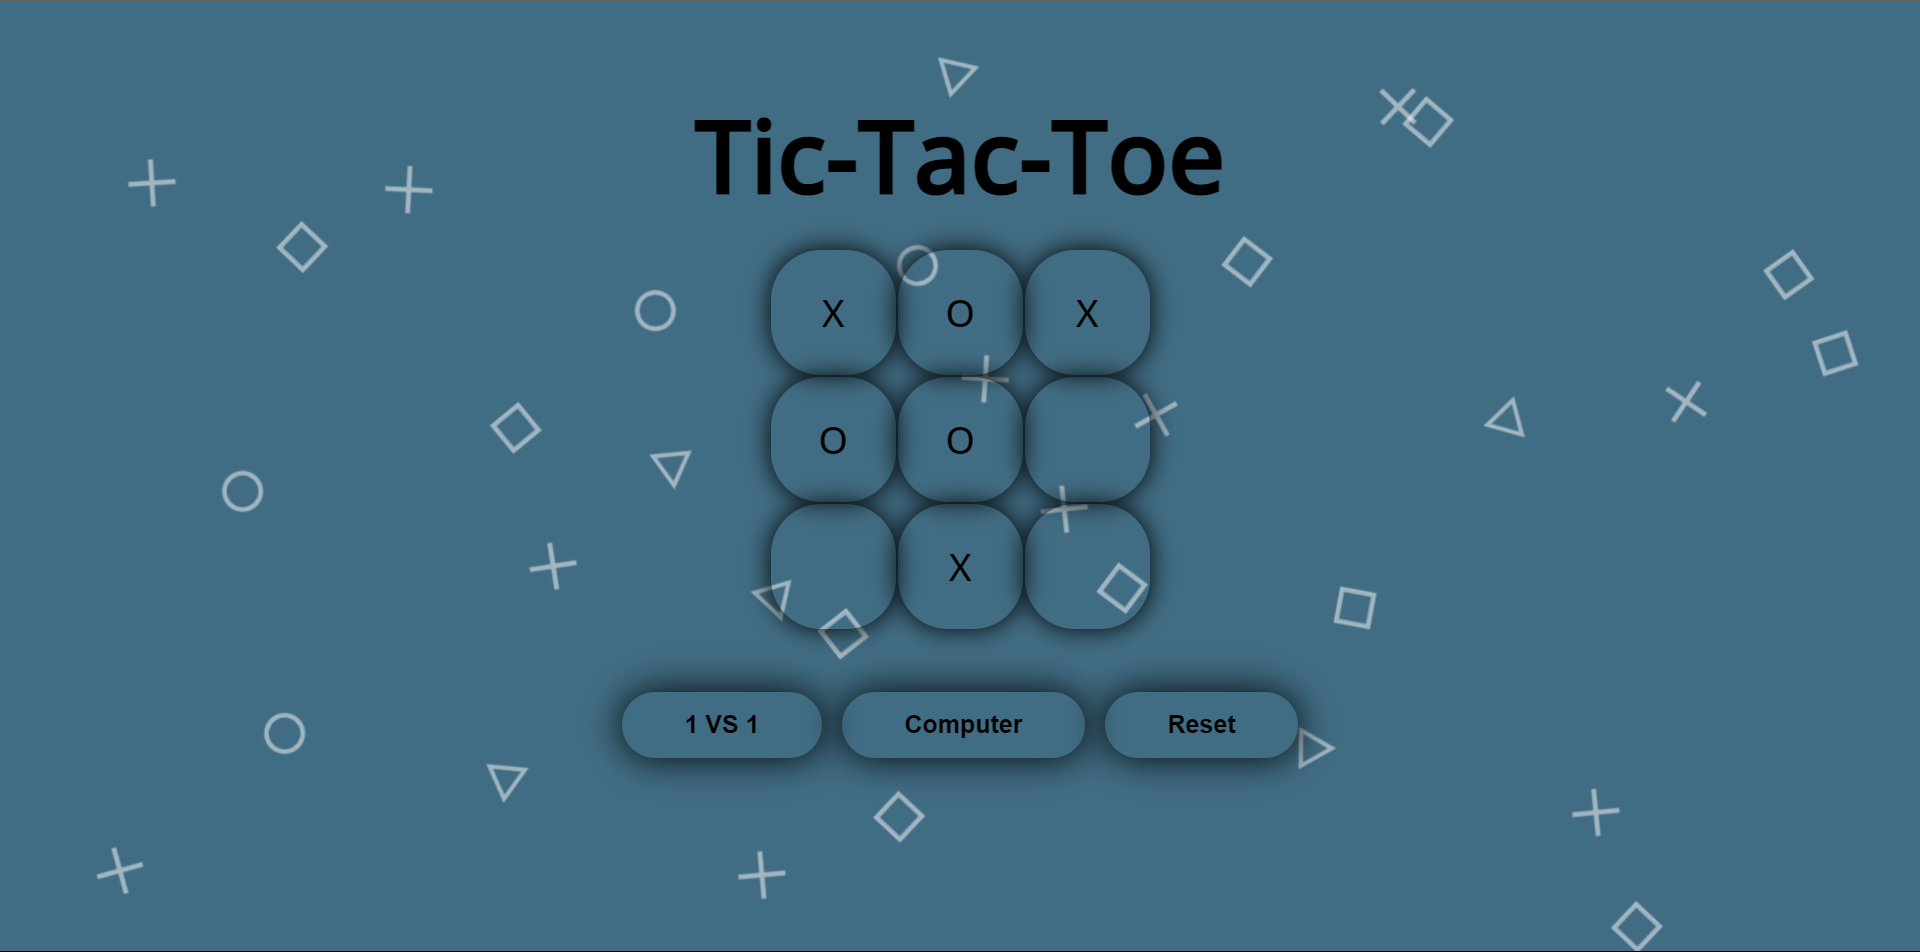 Tic-Tac-Toe
X O X
O O
X
1 VS 1 Computer Reset